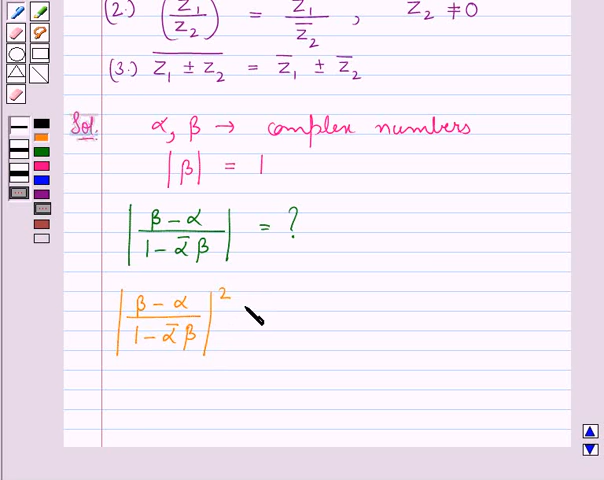 (2.) (z₁/z₂)‾ = z̄₁/z̄₂ , z₂ ≠ 0
(3.) z₁ ± z₂‾ = z̄₁ ± z̄₂
Sol. α, β → complex numbers
|β| = 1
|(β - α)/(1 - ᾱβ)| = ?
|(β - α)/(1 - ᾱβ)|²